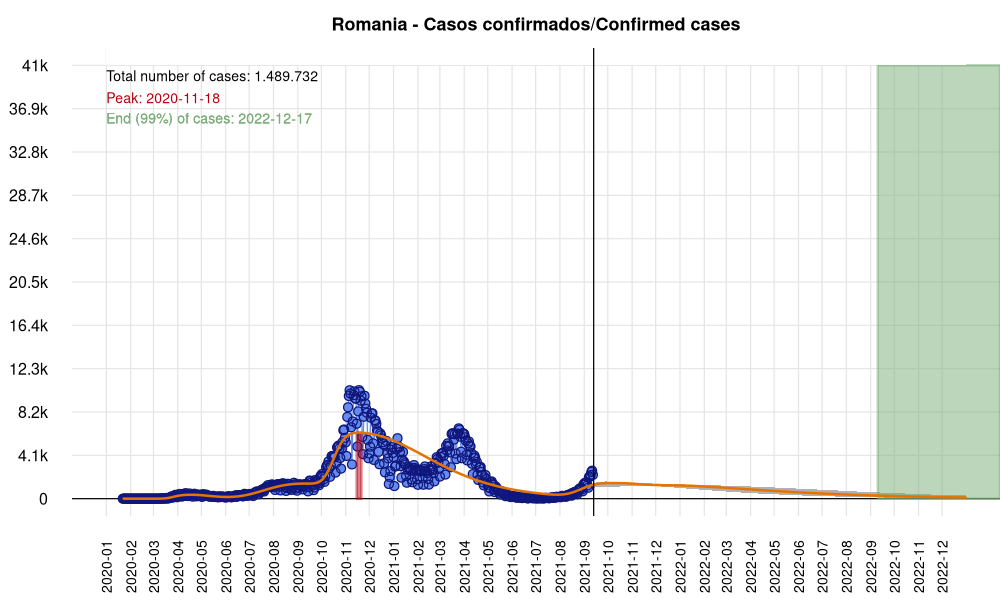 Romania - Casos confirmados/Confirmed cases
Total number of cases: 1.489.732
Peak: 2020-11-18
End (99%) of cases: 2022-12-17
41k
36.9k
32.8k
28.7k
24.6k
20.5k
16.4k
12.3k
8.2k
4.1k
0
2020-01
2020-02
2020-03
2020-04
2020-05
2020-06
2020-07
2020-08
2020-09
2020-10
2020-11
2020-12
2021-01
2021-02
2021-03
2021-04
2021-05
2021-06
2021-07
2021-08
2021-09
2021-10
2021-11
2021-12
2022-01
2022-02
2022-03
2022-04
2022-05
2022-06
2022-07
2022-08
2022-09
2022-10
2022-11
2022-12